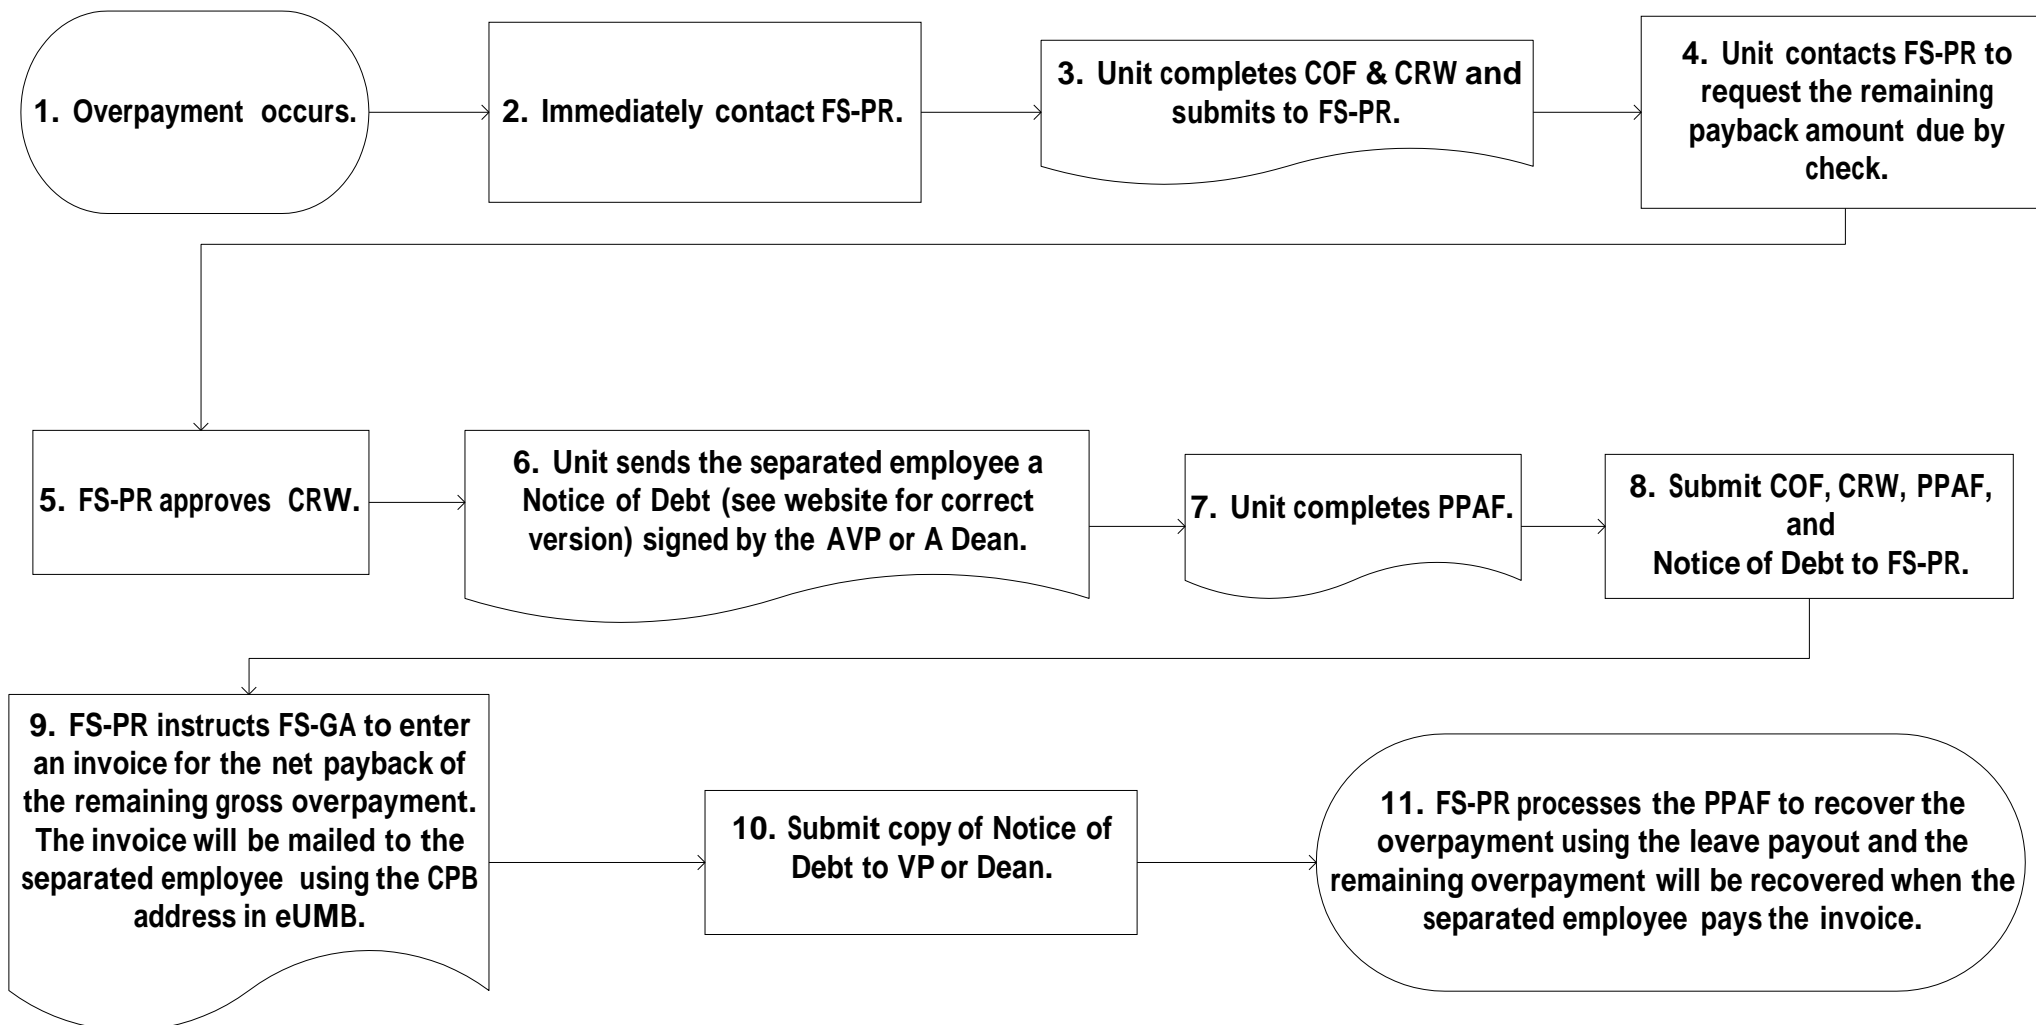 1. Overpayment occurs.
2. Immediately contact FS-PR.
3. Unit completes COF & CRW and
submits to FS-PR.
4. Unit contacts FS-PR to
request the remaining
payback amount due by
check.
5. FS-PR approves CRW.
6. Unit sends the separated employee a
Notice of Debt (see website for correct
version) signed by the AVP or A Dean.
7. Unit completes PPAF.
8. Submit COF, CRW, PPAF,
and
Notice of Debt to FS-PR.
9. FS-PR instructs FS-GA to enter
an invoice for the net payback of
the remaining gross overpayment.
The invoice will be mailed to the
separated employee using the CPB
address in eUMB.
10. Submit copy of Notice of
Debt to VP or Dean.
11. FS-PR processes the PPAF to recover the
overpayment using the leave payout and the
remaining overpayment will be recovered when the
separated employee pays the invoice.